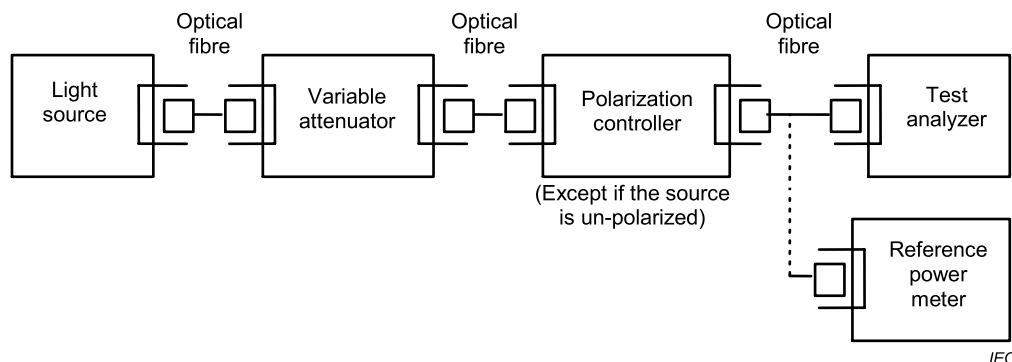 Optical
fibre
Optical
fibre
Optical
fibre
Light
source
Variable
attenuator
Polarization
controller
Test
analyzer
(Except if the source
is un-polarized)
Reference
power
meter
IEC